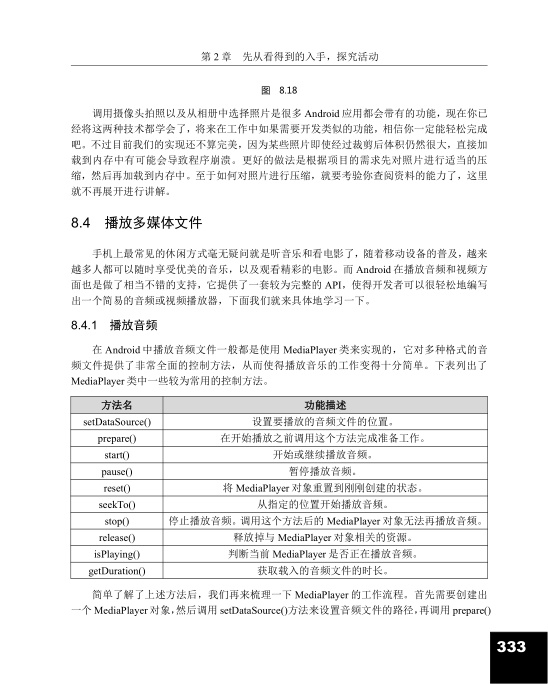 第 2 章　先从看得到的入手，探究活动
图　8.18
调用摄像头拍照以及从相册中选择照片是很多 Android 应用都会带有的功能，现在你已
经将这两种技术都学会了，将来在工作中如果需要开发类似的功能，相信你一定能轻松完成
吧。不过目前我们的实现还不算完美，因为某些照片即使经过裁剪后体积仍然很大，直接加
载到内存中有可能会导致程序崩溃。更好的做法是根据项目的需求先对照片进行适当的压
缩，然后再加载到内存中。至于如何对照片进行压缩，就要考验你查阅资料的能力了，这里
就不再展开进行讲解。
8.4　播放多媒体文件
手机上最常见的休闲方式毫无疑问就是听音乐和看电影了，随着移动设备的普及，越来
越多人都可以随时享受优美的音乐，以及观看精彩的电影。而 Android 在播放音频和视频方
面也是做了相当不错的支持，它提供了一套较为完整的 API，使得开发者可以很轻松地编写
出一个简易的音频或视频播放器，下面我们就来具体地学习一下。
8.4.1　播放音频
在 Android 中播放音频文件一般都是使用 MediaPlayer 类来实现的，它对多种格式的音
频文件提供了非常全面的控制方法，从而使得播放音乐的工作变得十分简单。下表列出了
MediaPlayer 类中一些较为常用的控制方法。
方法名　功能描述
setDataSource()　设置要播放的音频文件的位置。
prepare()　在开始播放之前调用这个方法完成准备工作。
start()　开始或继续播放音频。
pause()　暂停播放音频。
reset()　将 MediaPlayer 对象重置到刚刚创建的状态。
seekTo()　从指定的位置开始播放音频。
stop()　停止播放音频。调用这个方法后的 MediaPlayer 对象无法再播放音频。
release()　释放掉与 MediaPlayer 对象相关的资源。
isPlaying()　判断当前 MediaPlayer 是否正在播放音频。
getDuration()　获取载入的音频文件的时长。
简单了解了上述方法后，我们再来梳理一下 MediaPlayer 的工作流程。首先需要创建出
一个 MediaPlayer 对象，然后调用 setDataSource()方法来设置音频文件的路径，再调用 prepare()
333